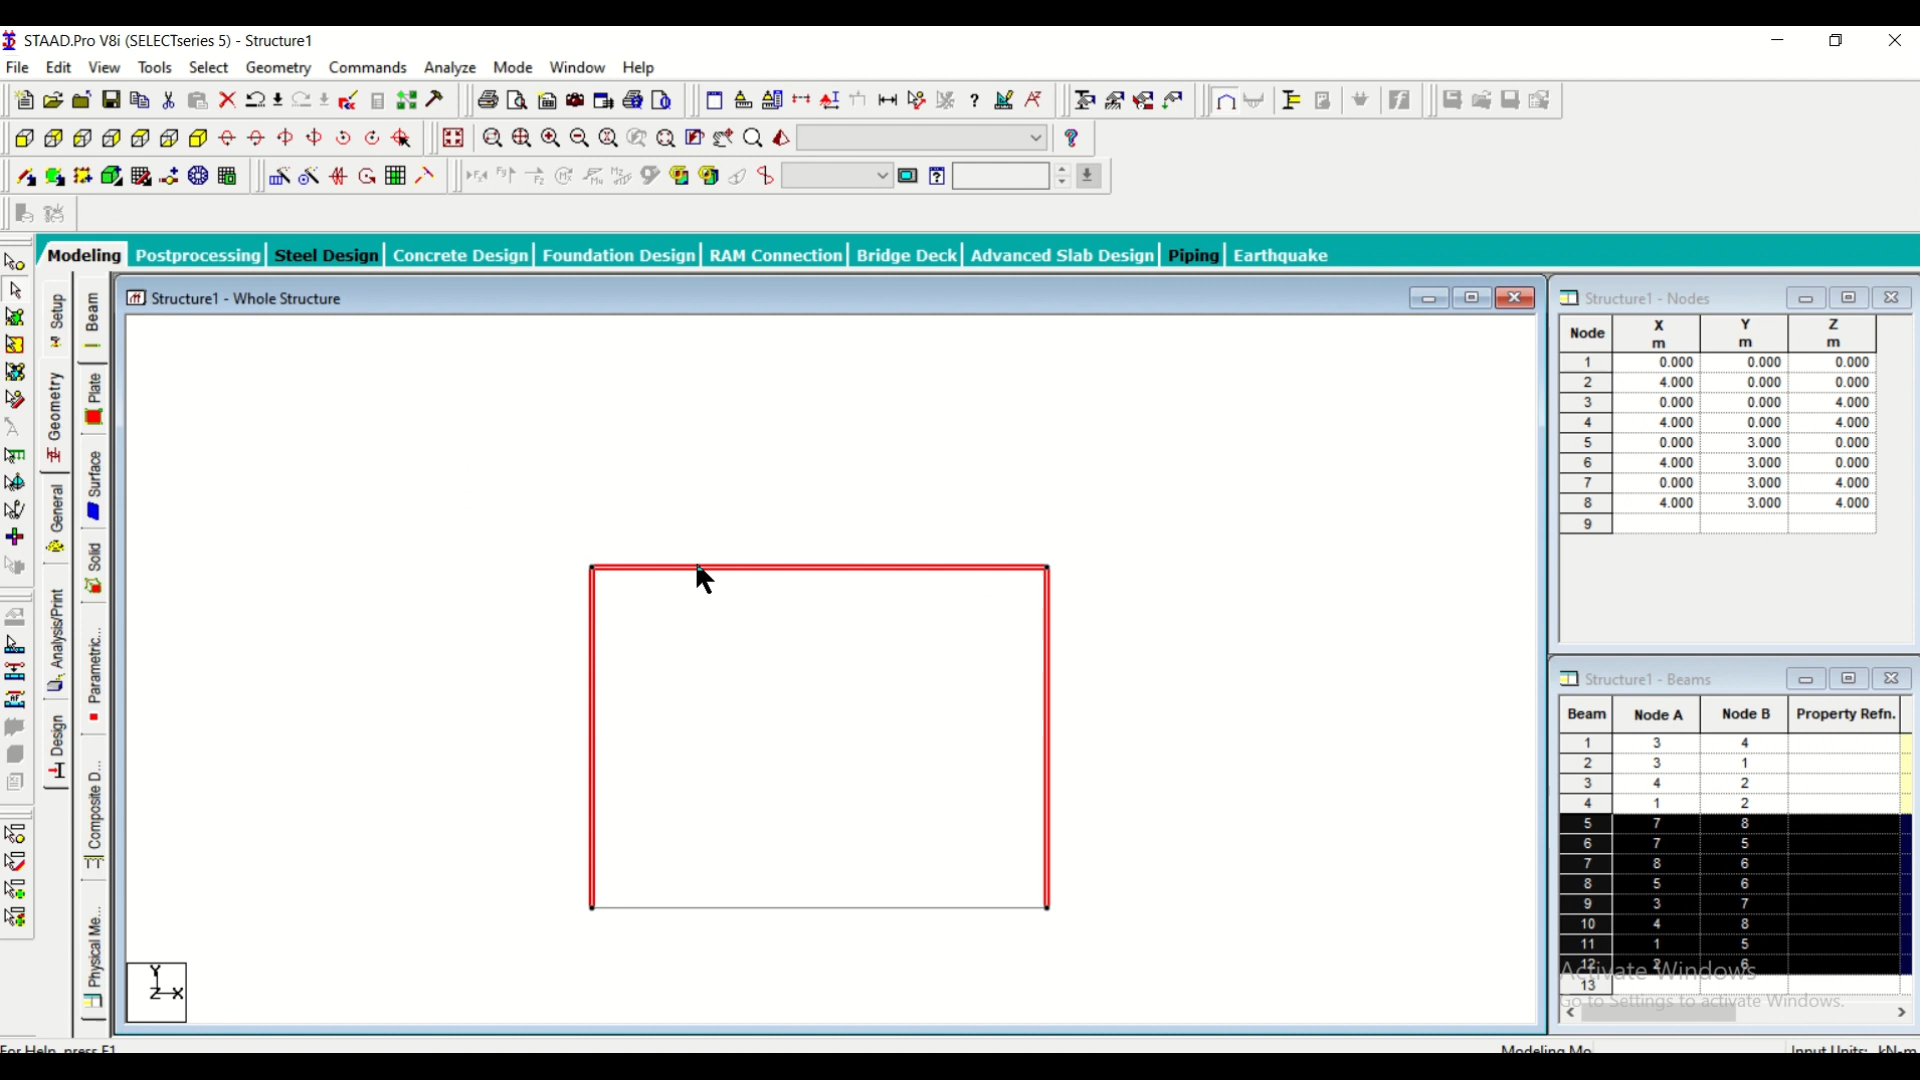 STAAD.Pro V8i (SELECTseries 5) - Structure1
File Edit View Tools Select Geometry Commands Analyze Mode Window Help
Modeling Postprocessing Steel Design Concrete Design Foundation Design RAM Connection Bridge Deck Advanced Slab Design Piping Earthquake
Setup
Geometry
General
Analysis/Print
Design
Beam
Plate
Surface
Solid
Parametric...
Composite D...
Physical Me...
Structure1 - Whole Structure
Y
Z X
Structure1 - Nodes
Node X m Y m Z m
1 0.000 0.000 0.000
2 4.000 0.000 0.000
3 0.000 0.000 4.000
4 4.000 0.000 4.000
5 0.000 3.000 0.000
6 4.000 3.000 0.000
7 0.000 3.000 4.000
8 4.000 3.000 4.000
9
Structure1 - Beams
Beam Node A Node B Property Refn.
1 3 4
2 3 1
3 4 2
4 1 2
5 7 8
6 7 5
7 8 6
8 5 6
9 3 7
10 4 8
11 1 5
12 2 6
13
Activate Windows
Go to Settings to activate Windows.
For Help, press F1
Modeling Mo
Input Units: kN-m